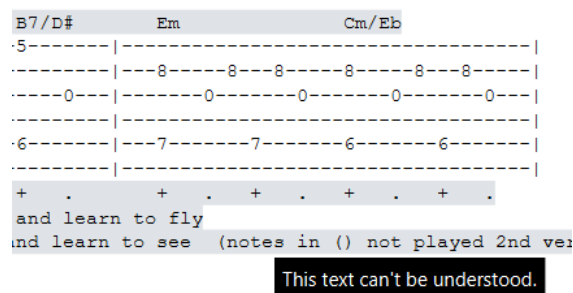 B7/D#       Em                Cm/Eb
-5-------|-----------------------------------|
---------|---8-----8---8-----8-----8---8-----|
-----0---|-------0-------0-------0-------0---|
---------|-----------------------------------|
-6-------|---7-------7-------6-------6-------|
---------|-----------------------------------|
+   .       +   .   +   .   +   .   +   .
and learn to fly
and learn to see  (notes in () not played 2nd
This text can't be understood.